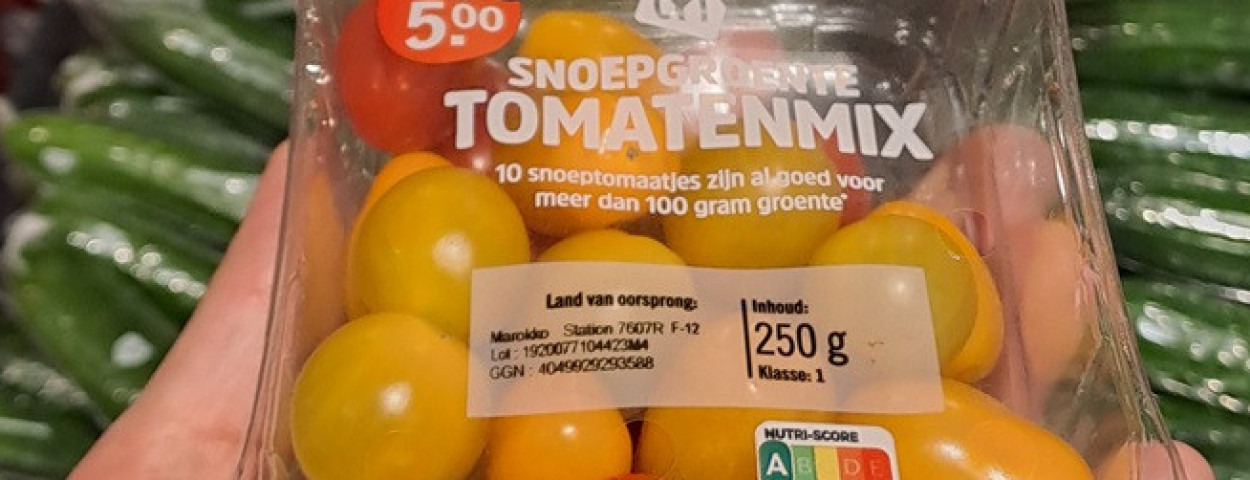 5.00
SNOEPGROENTE
TOMATENMIX
10 snoeptomaatjes zijn al goed voor
meer dan 100 gram groente*
Land van oorsprong:
Marokko Station 7607R F-12
Lot : 1920077104423M4
GGN : 4049929293588
Inhoud:
250 g
Klasse: 1
NUTRI-SCORE
A B C D E